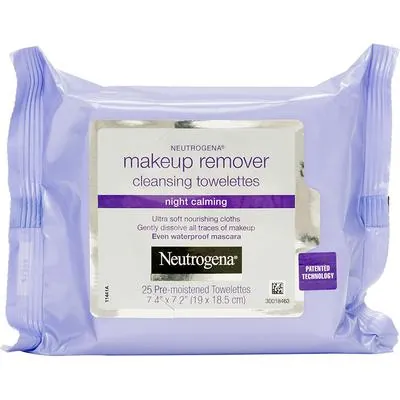 NEUTROGENA®
makeup remover
cleansing towelettes
night calming
Ultra soft nourishing cloths
Gently dissolve all traces of makeup
Even waterproof mascara
Neutrogena®
PATENTED
TECHNOLOGY
25 Pre-moistened Towelettes
7.4" x 7.2" (19 x 18.5 cm)
30018463